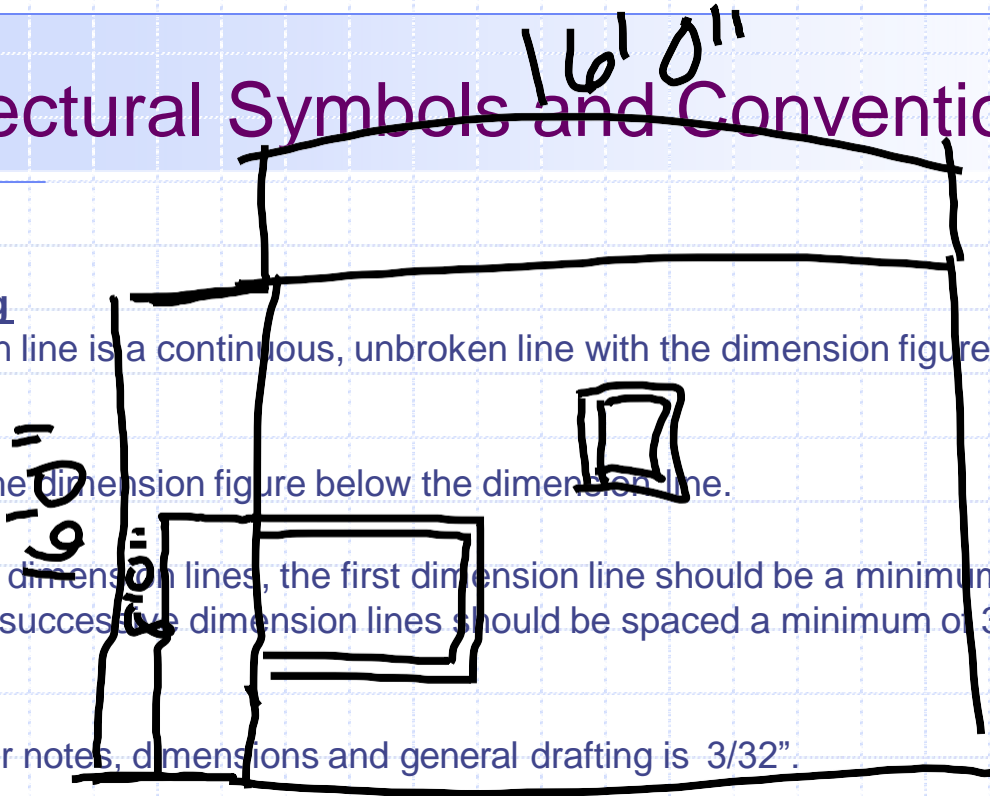 16' 0"
ectural Symbols and Conventio
g
n line is a continuous, unbroken line with the dimension figure
16'0"
he dimension figure below the dimension line.
dimension lines, the first dimension line should be a minimum
successive dimension lines should be spaced a minimum of 3
r notes, dimensions and general drafting is 3/32”.